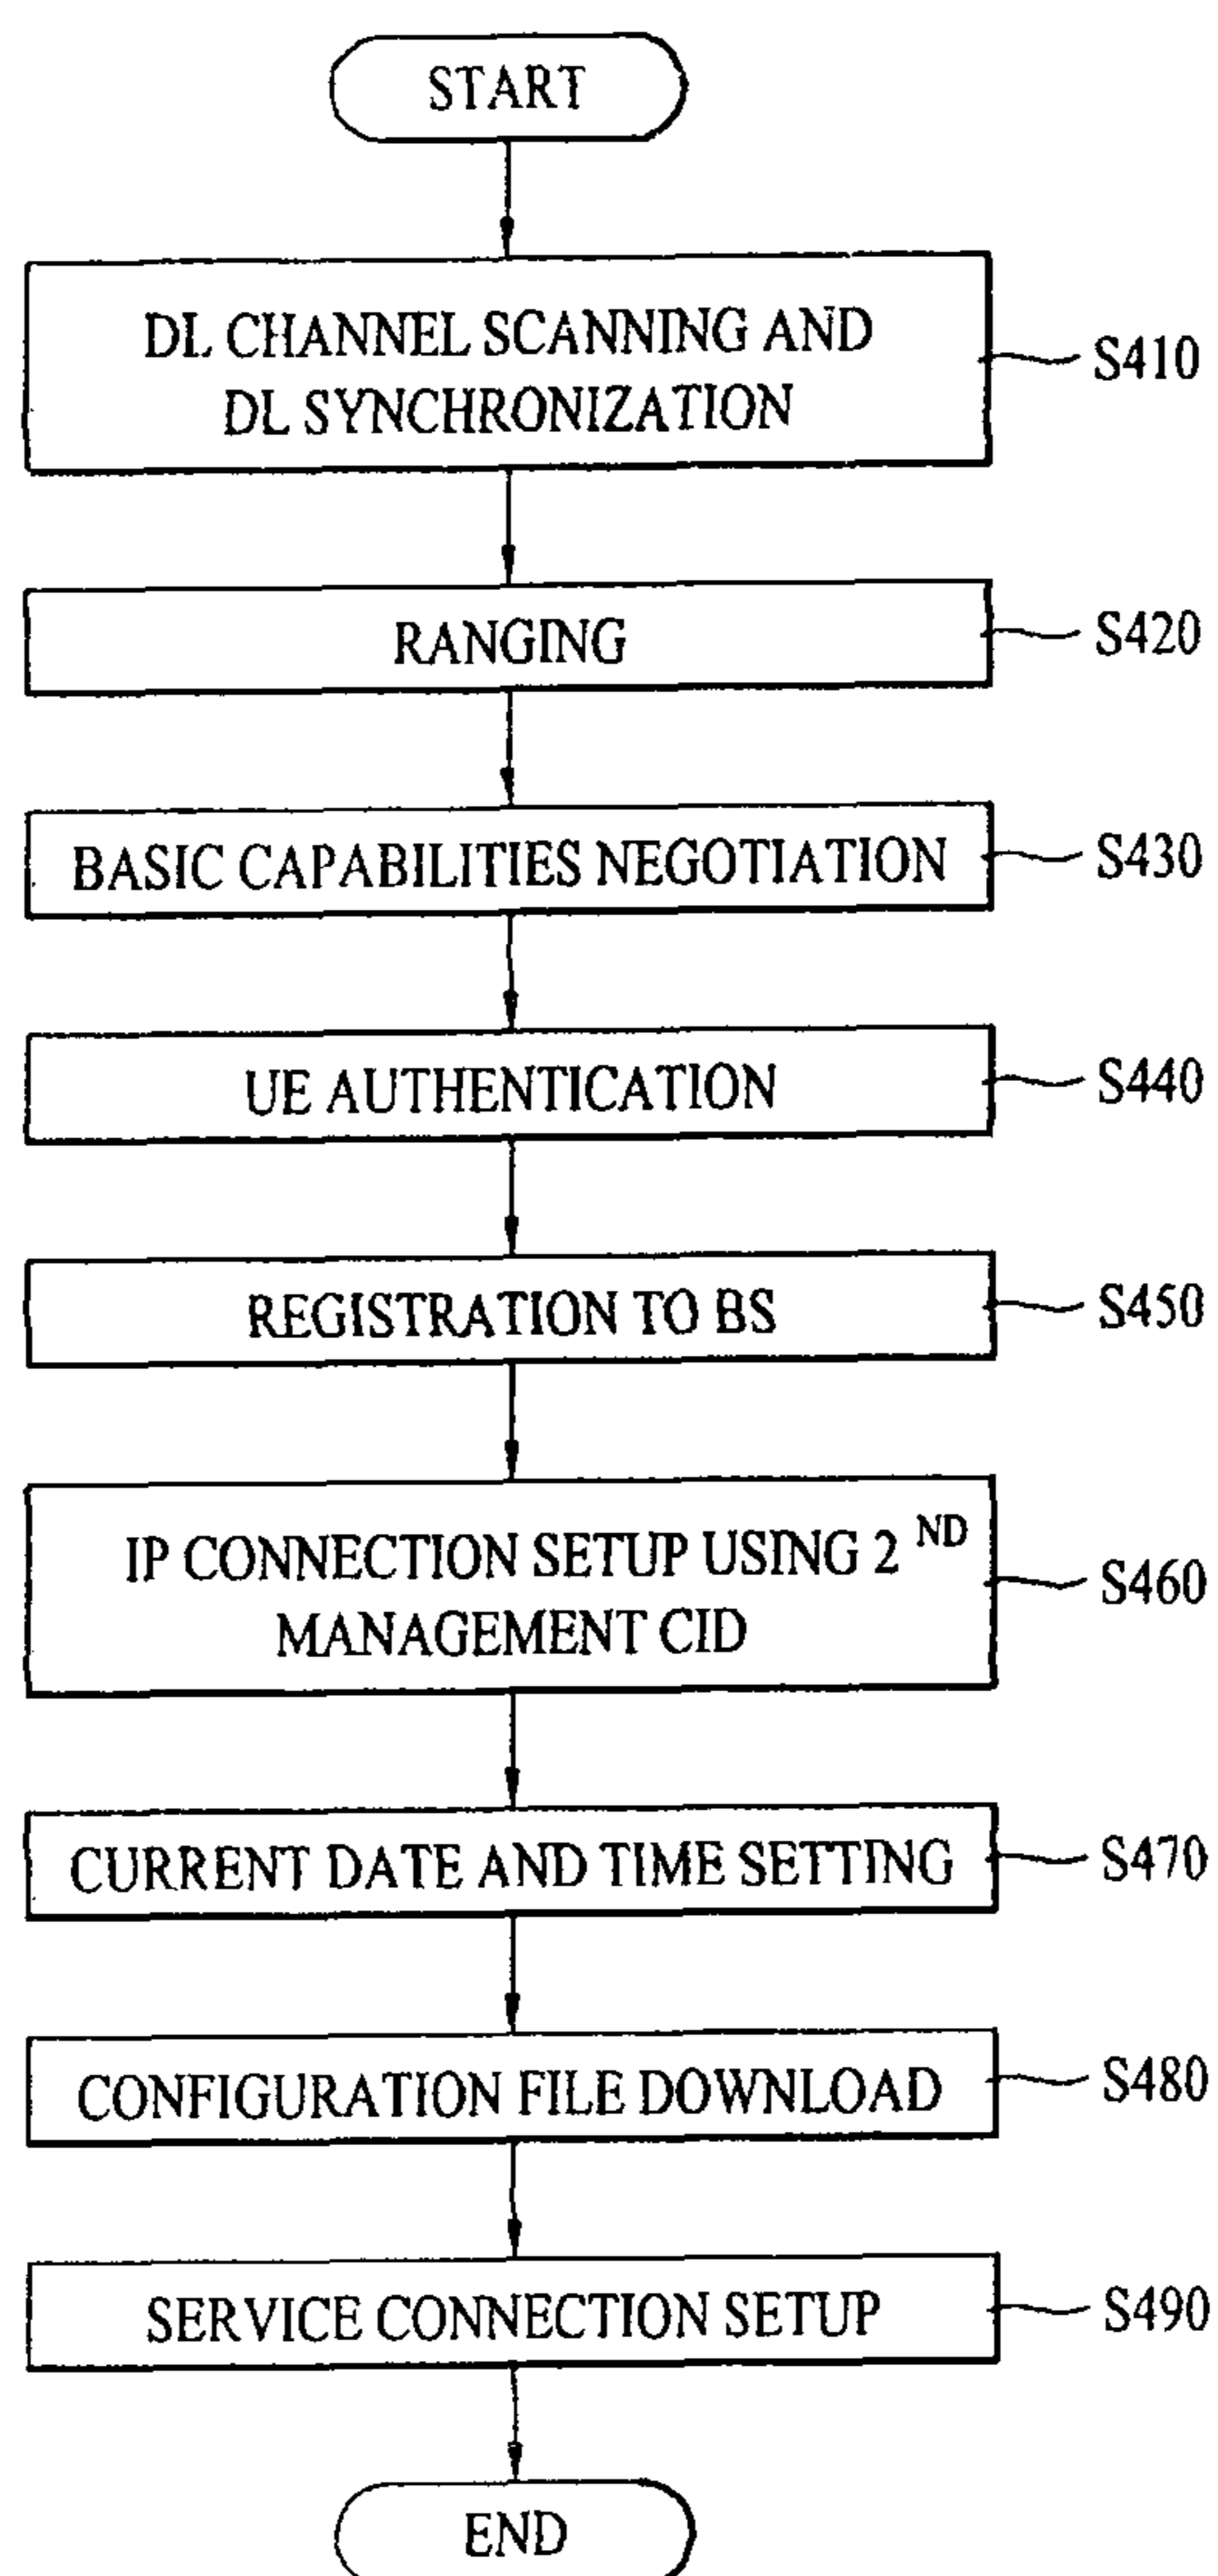 START
DL CHANNEL SCANNING AND
DL SYNCHRONIZATION
S410
RANGING
S420
BASIC CAPABILITIES NEGOTIATION
S430
UE AUTHENTICATION
S440
REGISTRATION TO BS
S450
IP CONNECTION SETUP USING 2 ND
MANAGEMENT CID
S460
CURRENT DATE AND TIME SETTING
S470
CONFIGURATION FILE DOWNLOAD
S480
SERVICE CONNECTION SETUP
S490
END